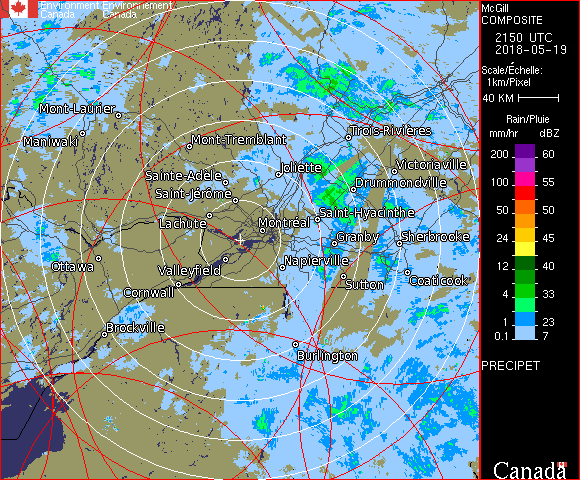 Environment Environnement
Canada Canada
McGill
COMPOSITE
2150 UTC
2018-05-19
Scale/Échelle:
1km/Pixel
40 KM
Rain/Pluie
mm/hr dBZ
200 60
100 55
50 50
24 45
12 40
4 33
1 23
0.1 7
PRECIPET
Canada
Mont-Laurier
Maniwaki
Mont-Tremblant
Trois-Rivières
Sainte-Adèle
Joliette
Victoriaville
Saint-Jérôme
Drummondville
Lachute
Montréal
Saint-Hyacinthe
Granby
Sherbrooke
Ottawa
Valleyfield
Napierville
Cornwall
Sutton
Coaticook
Brockville
Burlington